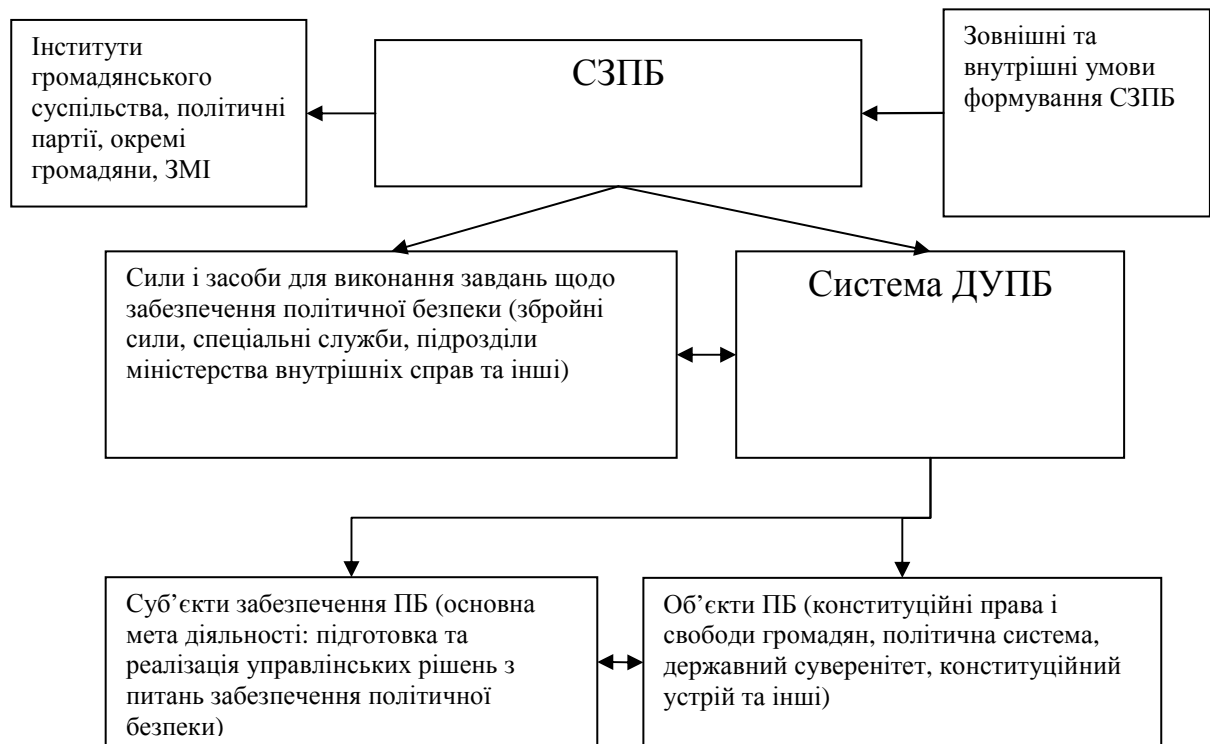 Інститути
громадянського
суспільства, політичні
партії, окремі
громадяни, ЗМІ
СЗПБ
Зовнішні та
внутрішні умови
формування СЗПБ
Сили і засоби для виконання завдань щодо
забезпечення політичної безпеки (збройні
сили, спеціальні служби, підрозділи
міністерства внутрішніх справ та інші)
Система ДУПБ
Суб’єкти забезпечення ПБ (основна
мета діяльності: підготовка та
реалізація управлінських рішень з
питань забезпечення політичної
безпеки)
Об’єкти ПБ (конституційні права і
свободи громадян, політична система,
державний суверенітет, конституційний
устрій та інші)